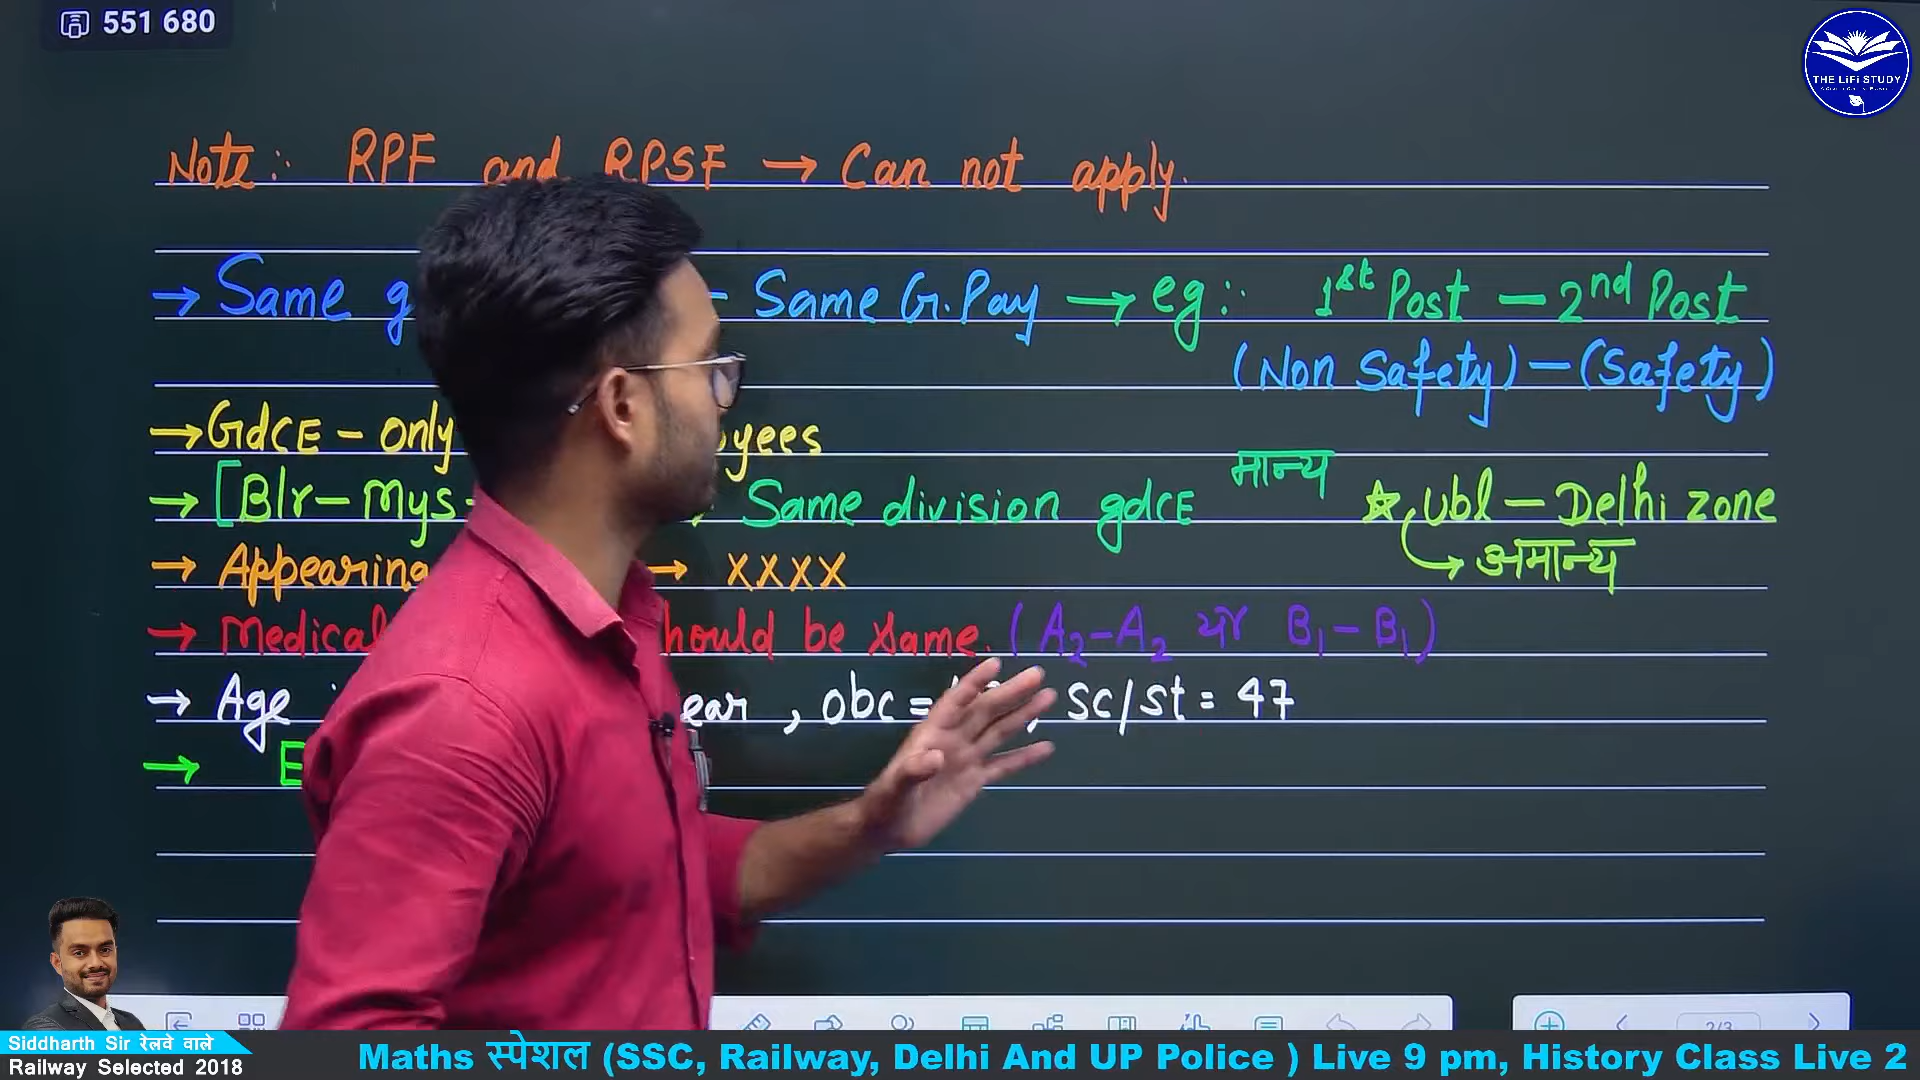 551 680
THE LiFi STUDY
Note:- RPF and RPSF → Can not apply.
→ Same - Same G.Pay → eg:- 1st Post - 2nd Post
(Non Safety) - (Safety)
→ GdCE - only yees
मान्य
→ [Blr-Mys- Same division gdCE ☆ Ubl - Delhi zone
→ Appearing → xxxx → अमान्य
→ Medical hould be same. (A2-A2 या B1-B1)
→ Age ear, obc= , sc/st = 47
→ E
2/3
Siddharth Sir रेलवे वाले
Railway Selected 2018
Maths स्पेशल (SSC, Railway, Delhi And UP Police ) Live 9 pm, History Class Live 2